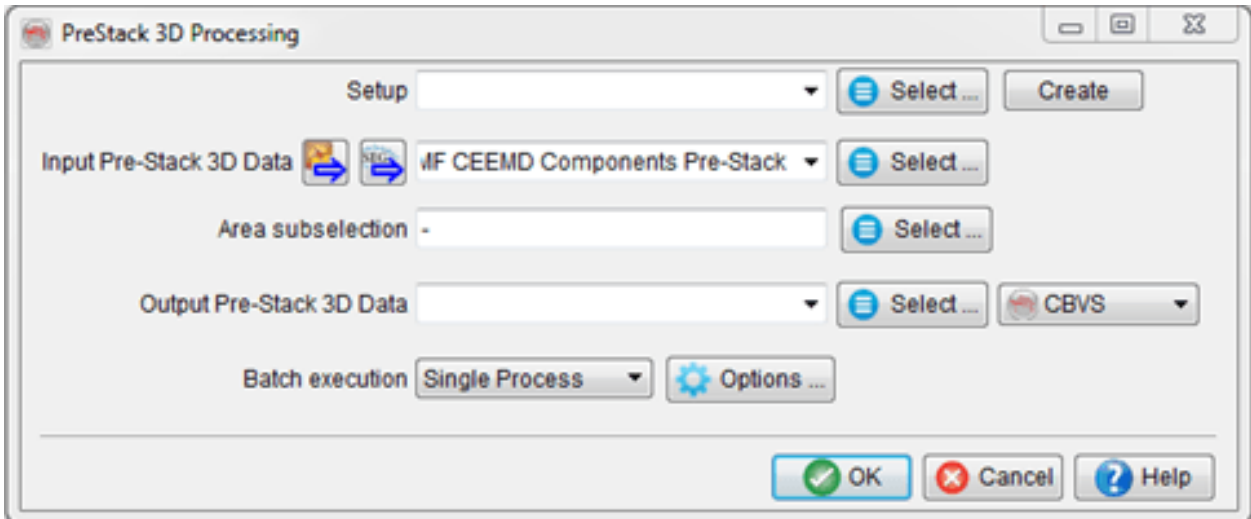 PreStack 3D Processing
Setup Select ... Create
Input Pre-Stack 3D Data SEG MF CEEMD Components Pre-Stack Select ...
Area subselection - Select ...
Output Pre-Stack 3D Data Select ... CBVS
Batch execution Single Process Options ...
OK Cancel Help